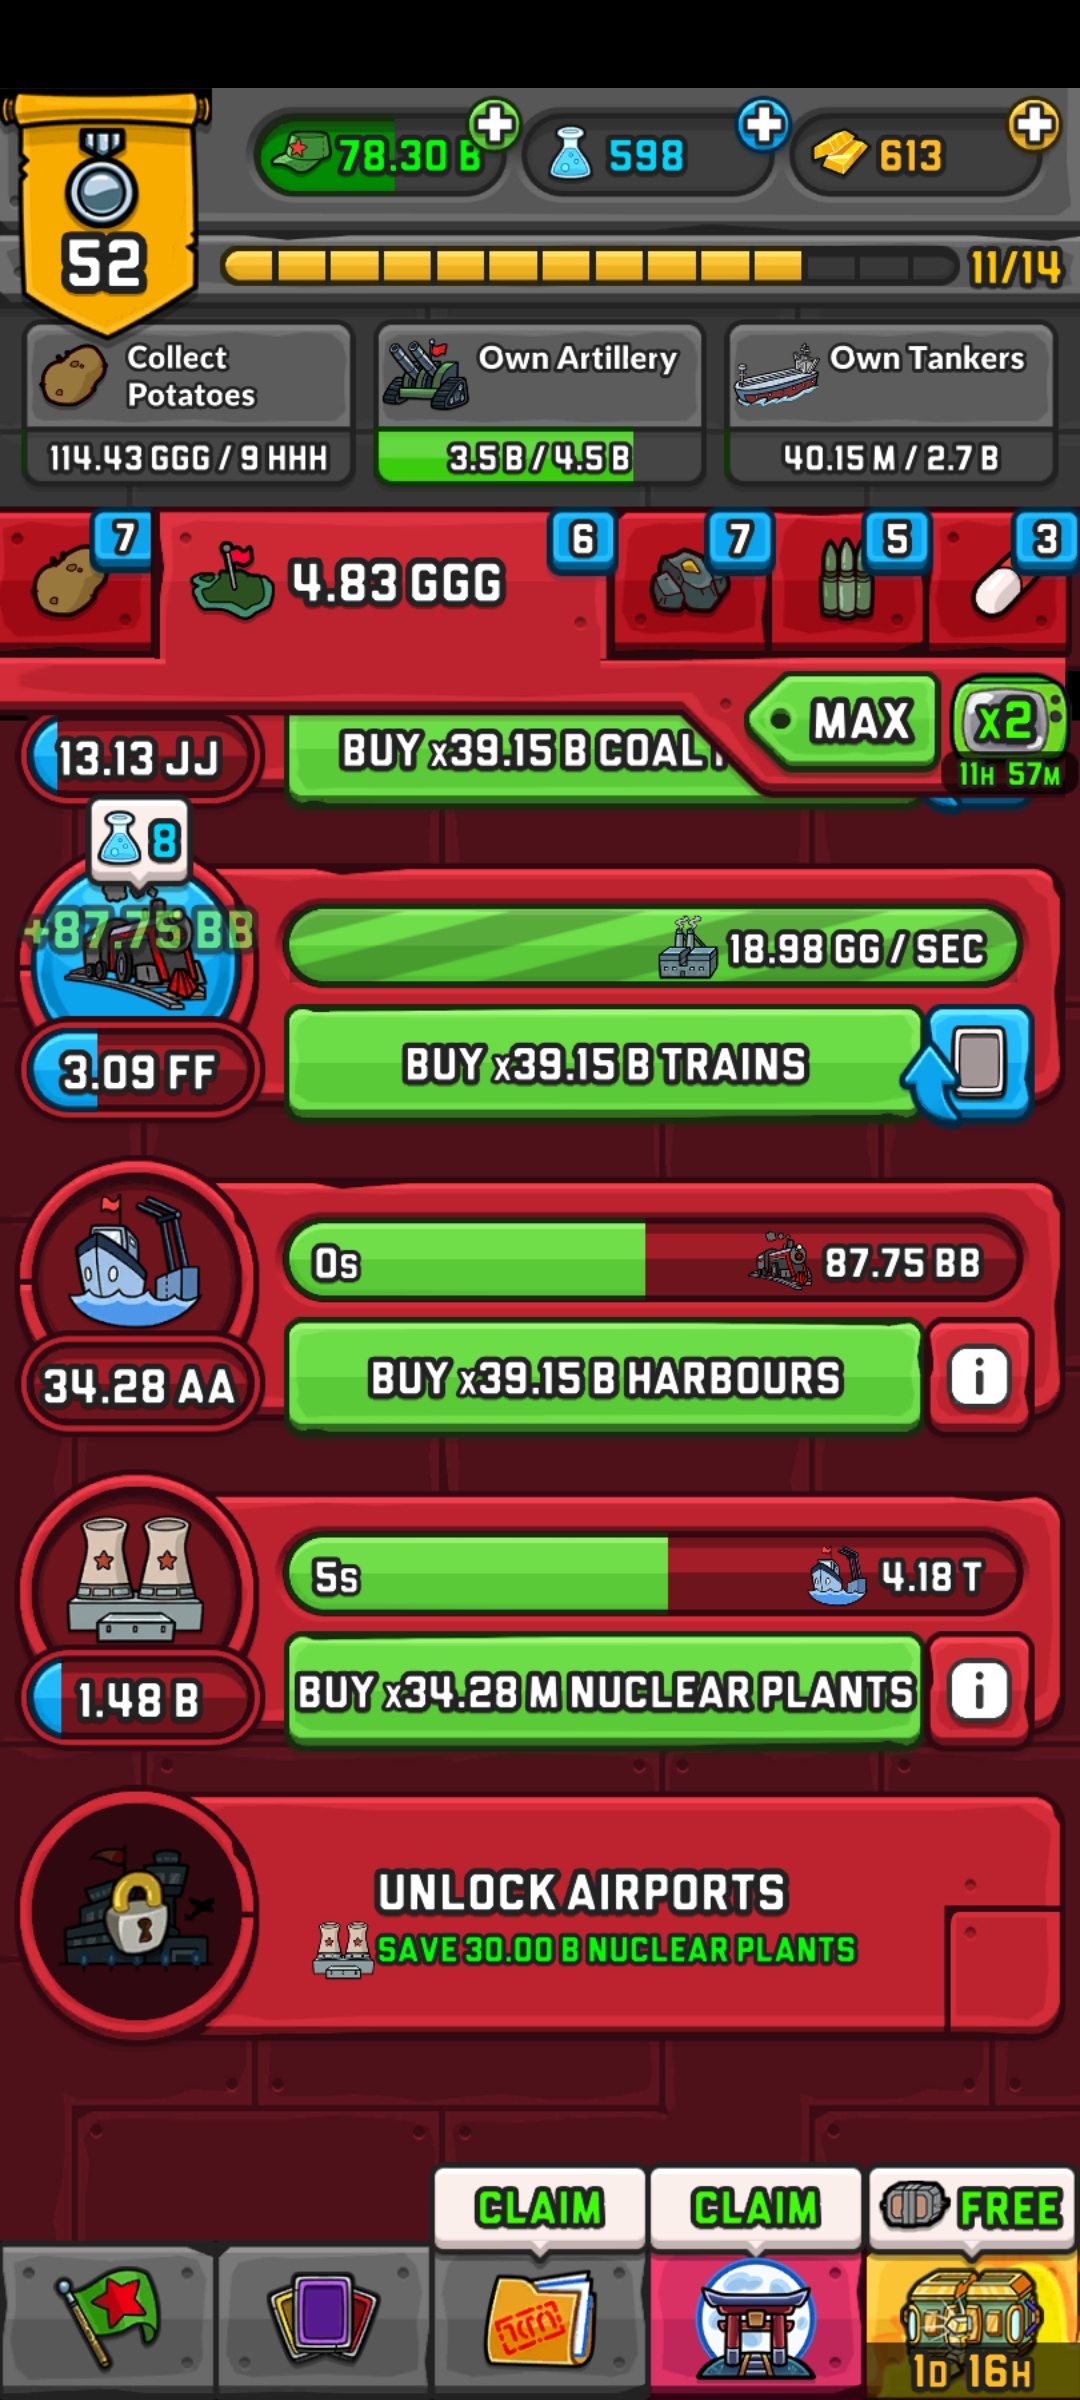 78.30 B
598
613
52
11/14
Collect
Potatoes
Own Artillery
Own Tankers
114.43 GGG / 9 HHH
3.5 B / 4.5 B
40.15 M / 2.7 B
7
6
7
5
3
4.83 GGG
MAX
x2
11H 57M
13.13 JJ
BUY x39.15 B COAL
8
+87.75 BB
18.98 GG / SEC
3.09 FF
BUY x39.15 B TRAINS
0s
87.75 BB
34.28 AA
BUY x39.15 B HARBOURS
i
5s
4.18 T
1.48 B
BUY x34.28 M NUCLEAR PLANTS
i
UNLOCK AIRPORTS
SAVE 30.00 B NUCLEAR PLANTS
CLAIM
CLAIM
FREE
1D 16H